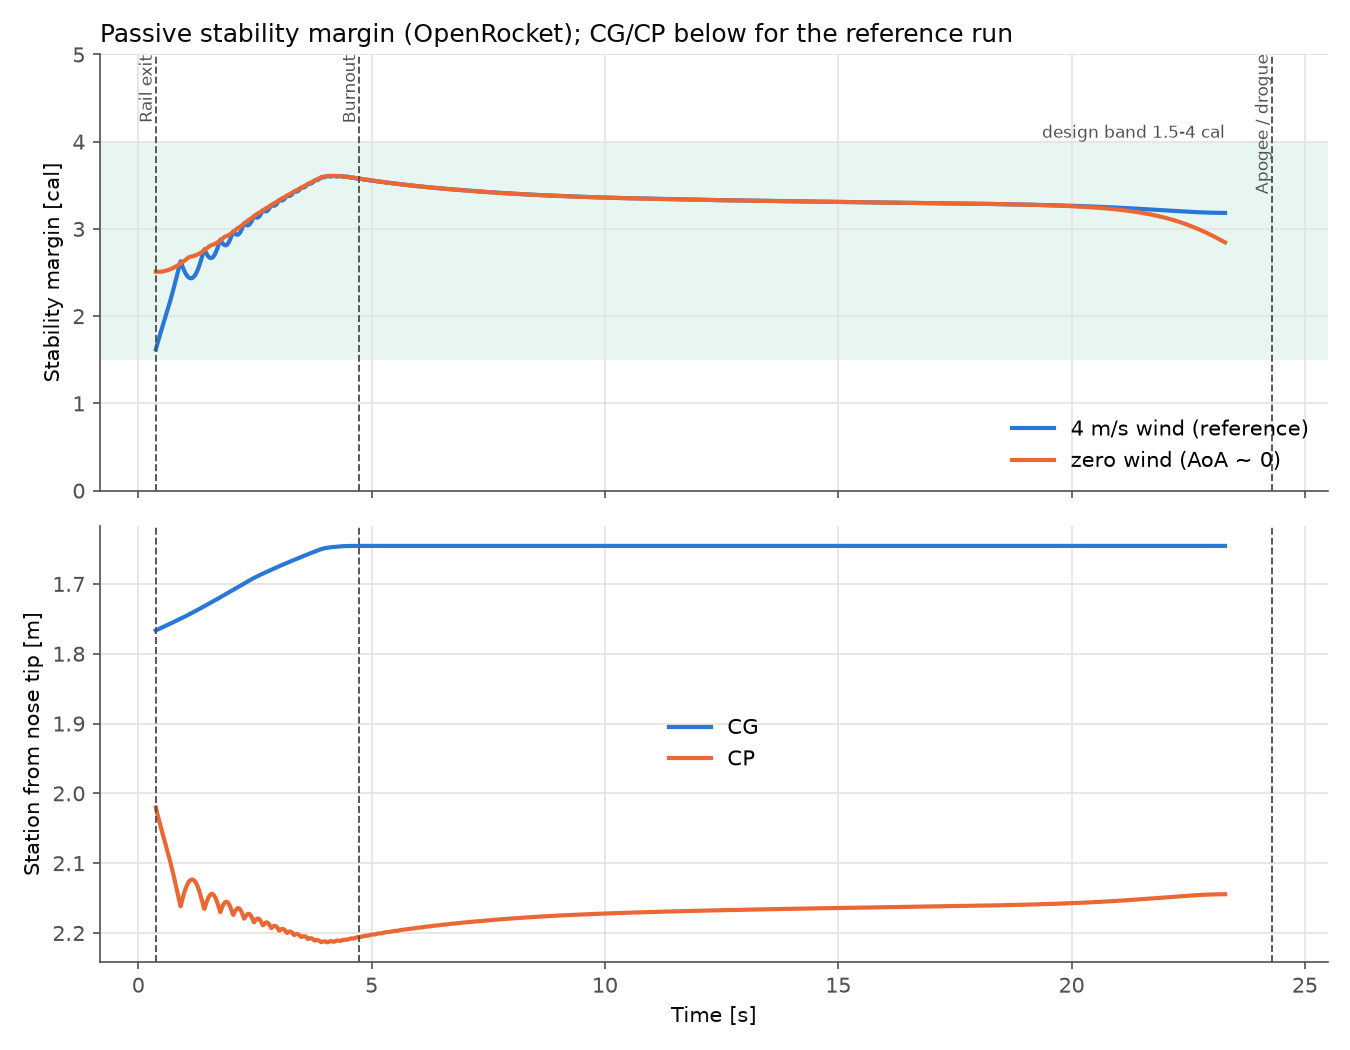 Passive stability margin (OpenRocket); CG/CP below for the reference run
Stability margin [cal]
5
4
3
2
1
0
Rail exit
Burnout
Apogee / drogue
design band 1.5-4 cal
4 m/s wind (reference)
zero wind (AoA ~ 0)
Station from nose tip [m]
1.7
1.8
1.9
2.0
2.1
2.2
CG
CP
0 5 10 15 20 25
Time [s]